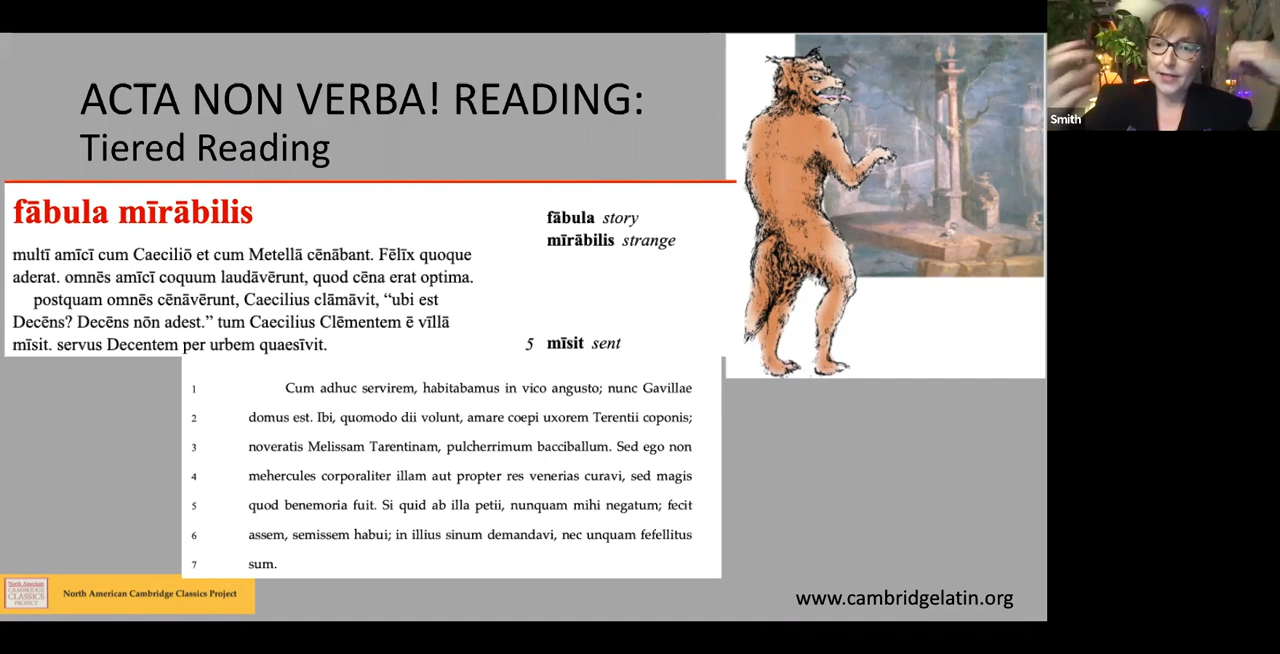 ACTA NON VERBA! READING:
Tiered Reading
Smith
fābula mīrābilis
multī amīcī cum Caeciliō et cum Metellā cēnābant. Fēlīx quoque
aderat. omnēs amīcī coquum laudāvērunt, quod cēna erat optima.
postquam omnēs cēnāvērunt, Caecilius clāmāvit, “ubi est
Decēns? Decēns nōn adest.” tum Caecilius Clēmentem ē vīllā
mīsit. servus Decentem per urbem quaesīvit.
fābula story
mīrābilis strange
5 mīsit sent
1 Cum adhuc servirem, habitabamus in vico angusto; nunc Gavillae
2 domus est. Ibi, quomodo dii volunt, amare coepi uxorem Terentii coponis;
3 noveratis Melissam Tarentinam, pulcherrimum bacciballum. Sed ego non
4 mehercules corporaliter illam aut propter res venerias curavi, sed magis
5 quod benemoria fuit. Si quid ab illa petii, nunquam mihi negatum; fecit
6 assem, semissem habui; in illius sinum demandavi, nec unquam fefellitus
7 sum.
North American
CAMBRIDGE
CLASSICS
PROJECT
North American Cambridge Classics Project
www.cambridgelatin.org